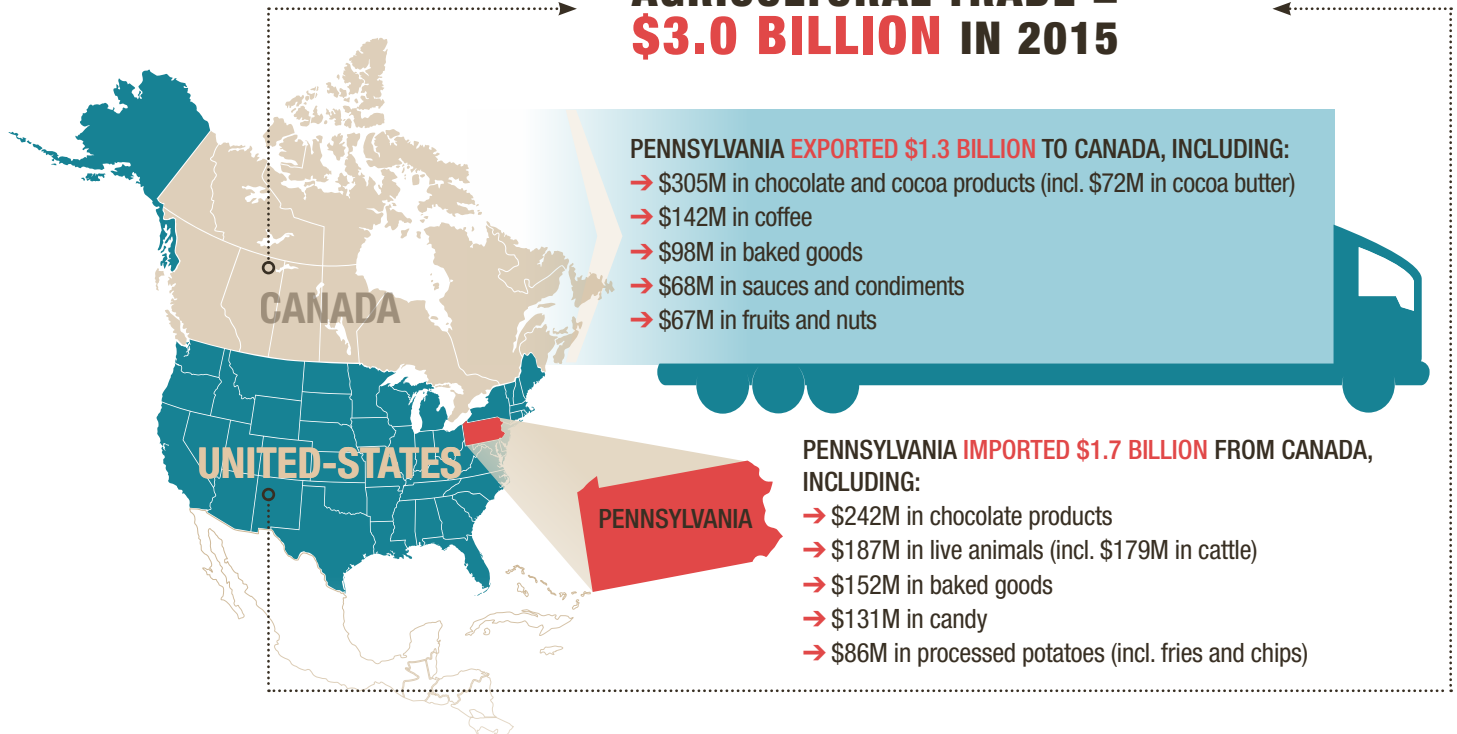 AGRICULTURAL TRADE =
$3.0 BILLION IN 2015
PENNSYLVANIA EXPORTED $1.3 BILLION TO CANADA, INCLUDING:
➔ $305M in chocolate and cocoa products (incl. $72M in cocoa butter)
➔ $142M in coffee
➔ $98M in baked goods
➔ $68M in sauces and condiments
➔ $67M in fruits and nuts
CANADA
UNITED-STATES
PENNSYLVANIA
PENNSYLVANIA IMPORTED $1.7 BILLION FROM CANADA,
INCLUDING:
➔ $242M in chocolate products
➔ $187M in live animals (incl. $179M in cattle)
➔ $152M in baked goods
➔ $131M in candy
➔ $86M in processed potatoes (incl. fries and chips)